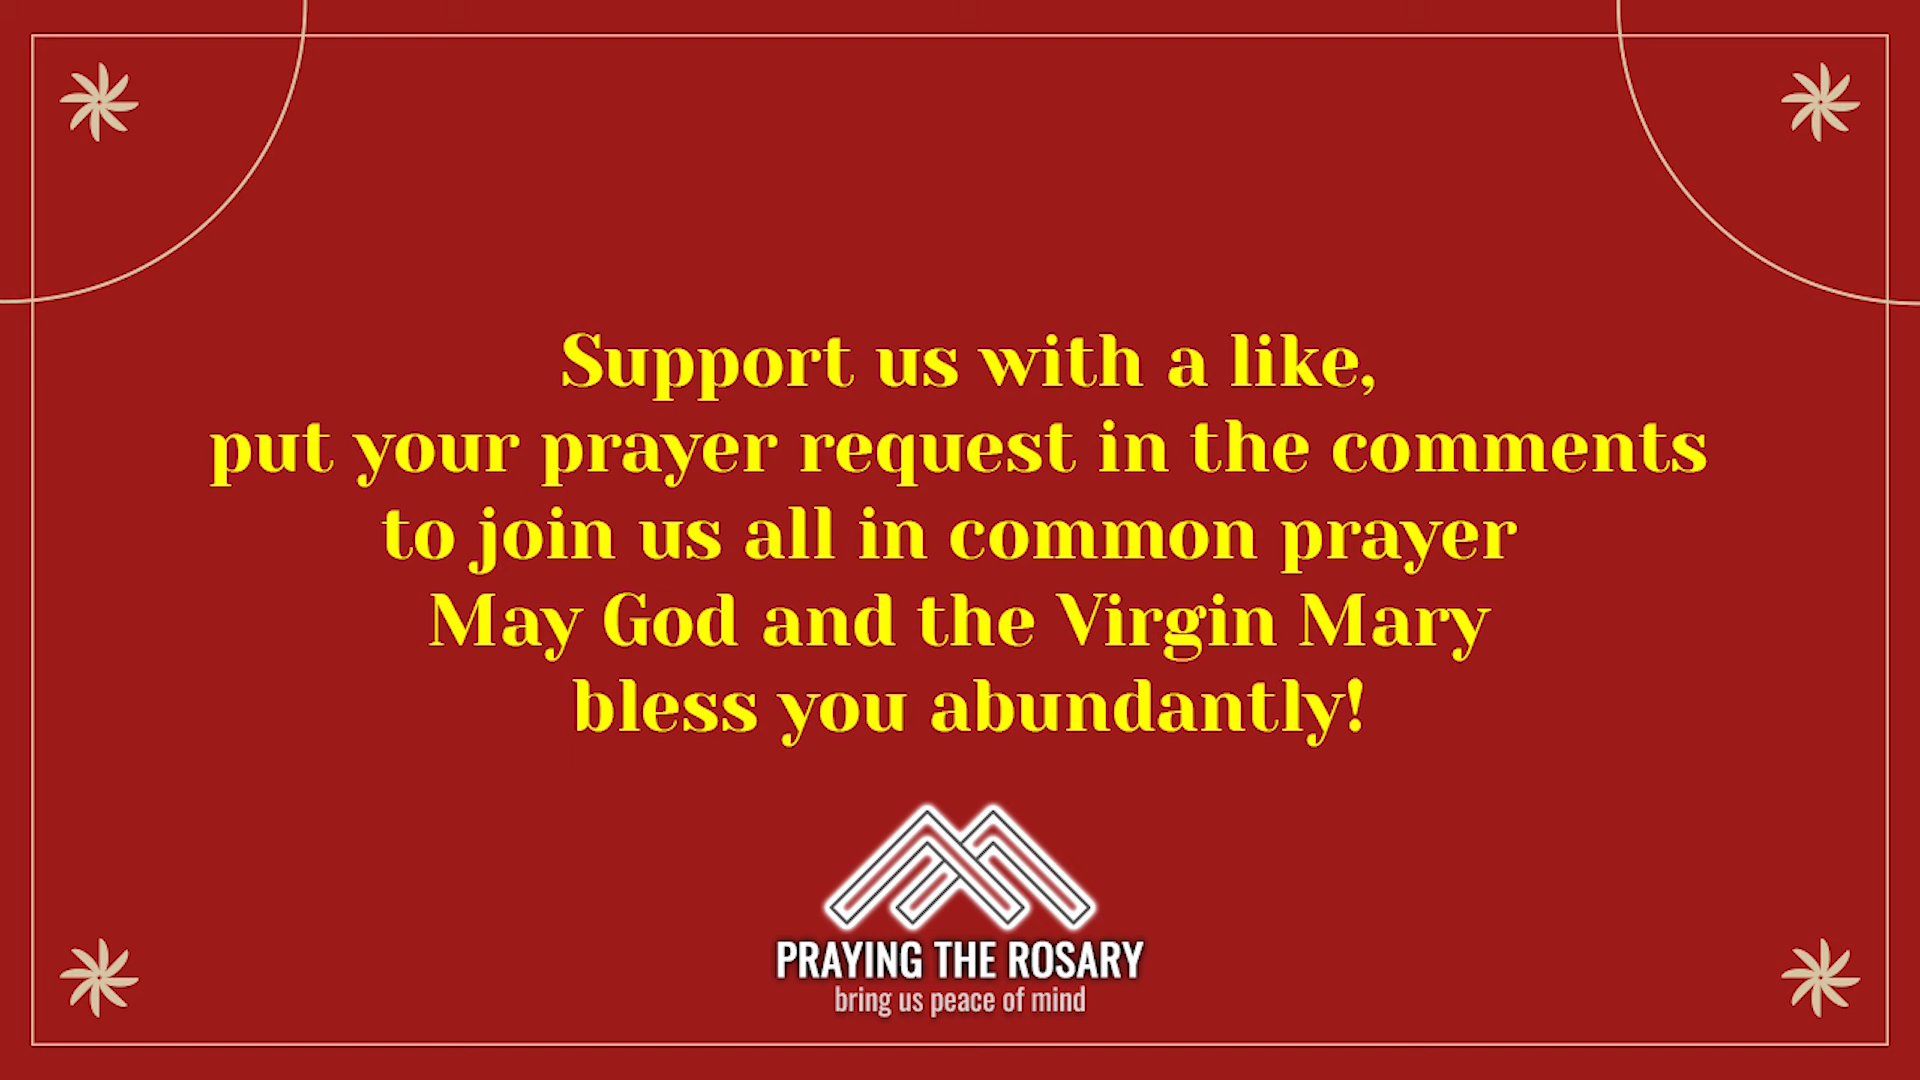 Support us with a like,
put your prayer request in the comments
to join us all in common prayer
May God and the Virgin Mary
bless you abundantly!
PRAYING THE ROSARY
bring us peace of mind